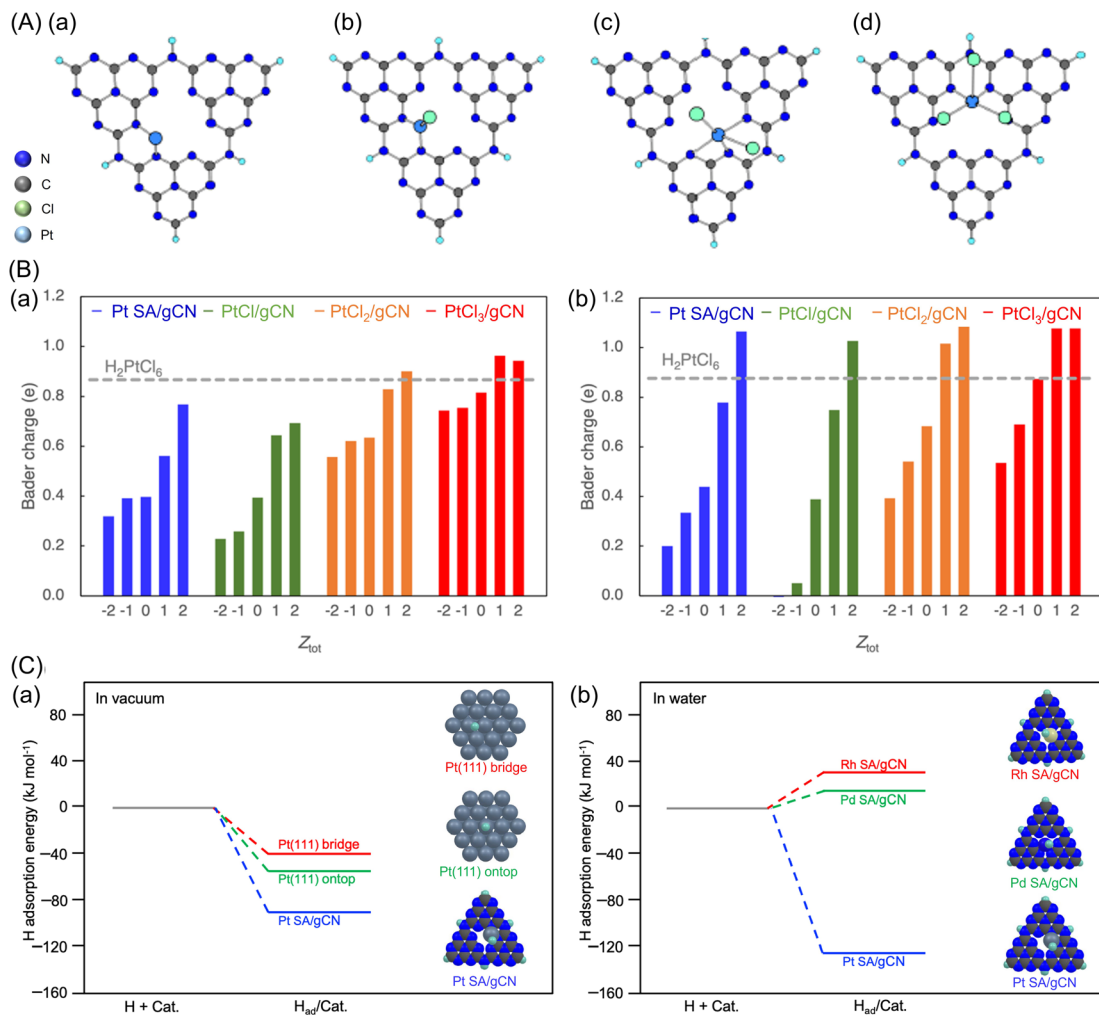 (A) (a)
(b)
(c)
(d)
N
C
Cl
Pt
(B)
(a)
1.2
1.0
0.8
0.6
0.4
0.2
0.0
Bader charge (e)
– Pt SA/gCN – PtCl/gCN – PtCl₂/gCN – PtCl₃/gCN
H₂PtCl₆
-2 -1 0 1 2 -2 -1 0 1 2 -2 -1 0 1 2 -2 -1 0 1 2
Z_tot
(b)
1.2
1.0
0.8
0.6
0.4
0.2
0.0
Bader charge (e)
– Pt SA/gCN – PtCl/gCN – PtCl₂/gCN – PtCl₃/gCN
H₂PtCl₆
-2 -1 0 1 2 -2 -1 0 1 2 -2 -1 0 1 2 -2 -1 0 1 2
Z_tot
(C)
(a)
In vacuum
80
40
0
−40
−80
−120
−160
H adsorption energy (kJ mol⁻¹)
Pt(111) bridge
Pt(111) ontop
Pt SA/gCN
Pt(111) bridge
Pt(111) ontop
Pt SA/gCN
H + Cat.
H_ad/Cat.
(b)
In water
80
40
0
−40
−80
−120
−160
H adsorption energy (kJ mol⁻¹)
Rh SA/gCN
Pd SA/gCN
Pt SA/gCN
Rh SA/gCN
Pd SA/gCN
Pt SA/gCN
H + Cat.
H_ad/Cat.